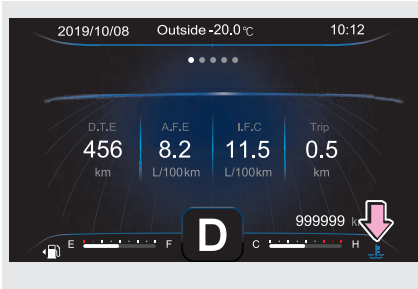 2019/10/08 Outside -20.0 ℃ 10:12
D.T.E A.F.E I.F.C Trip
456 8.2 11.5 0.5
km L/100km L/100km km
999999 k
E F D C H